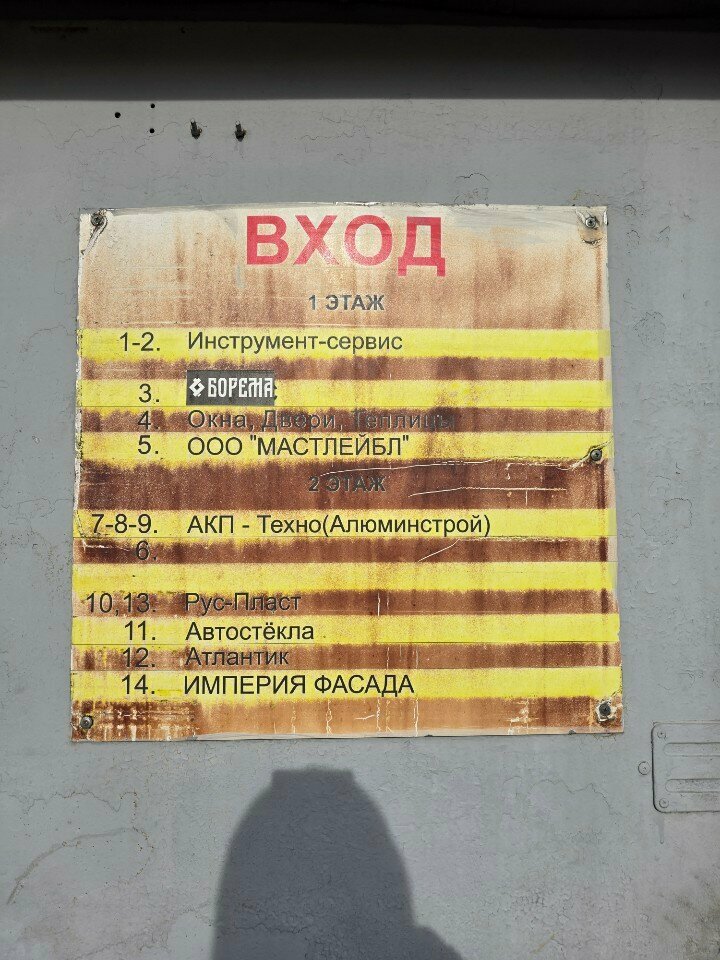 ВХОД
1 ЭТАЖ
1-2. Инструмент-сервис
3. БОРЕМА
4. Окна, Двери, Теплицы
5. ООО "МАСТЛЕЙБЛ"
2 ЭТАЖ
7-8-9. АКП - Техно(Алюминстрой)
6.
10,13. Рус-Пласт
11. Автостёкла
12. Атлантик
14. ИМПЕРИЯ ФАСАДА